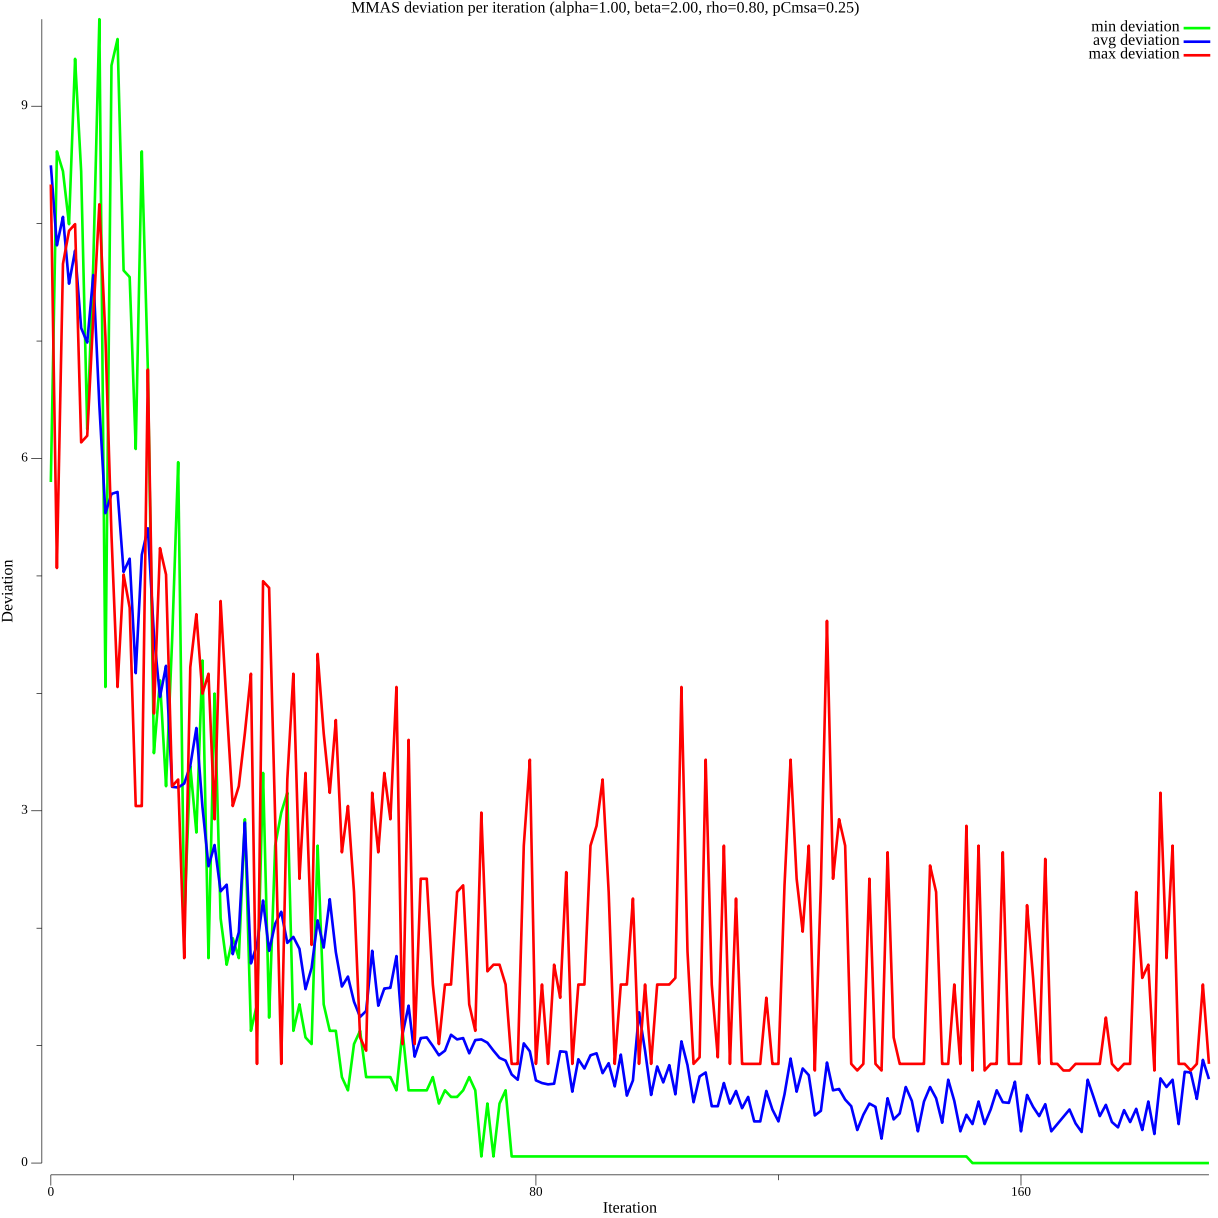 MMAS deviation per iteration (alpha=1.00, beta=2.00, rho=0.80, pCmsa=0.25)
min deviation
avg deviation
max deviation
9
6
3
0
Deviation
0 80 160
Iteration